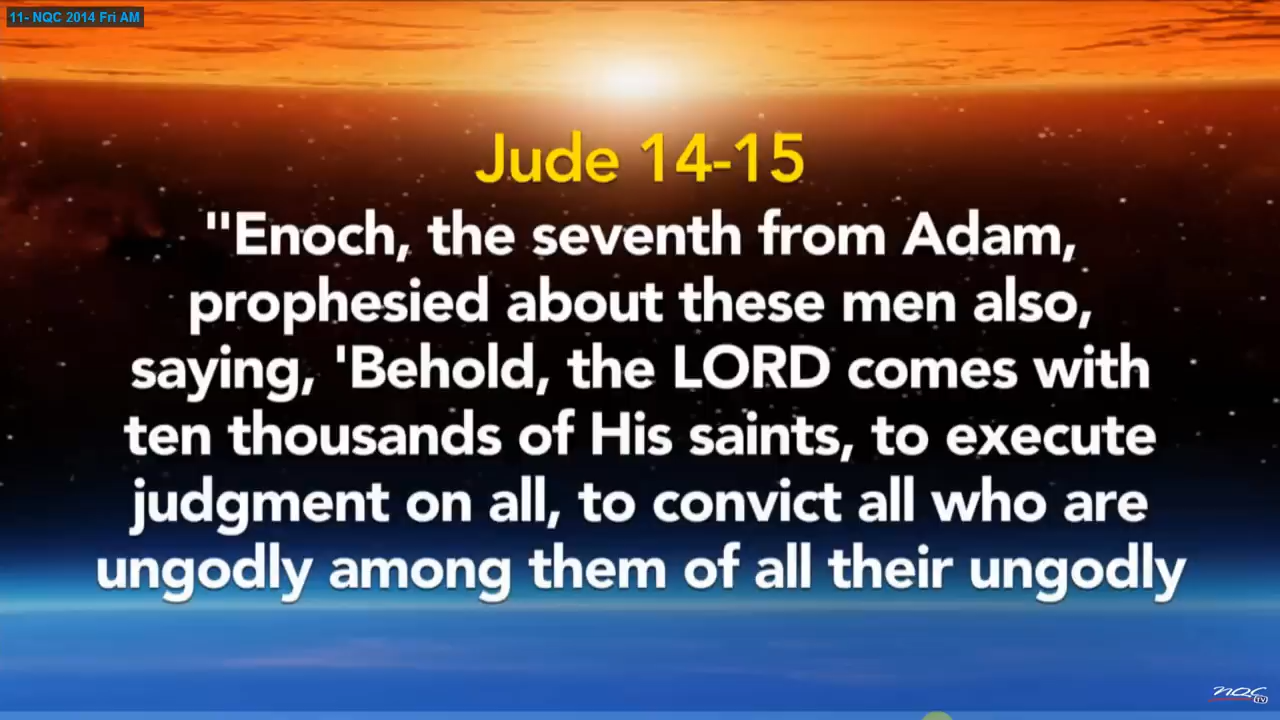 11- NQC 2014 Fri AM
Jude 14-15
"Enoch, the seventh from Adam,
prophesied about these men also,
saying, 'Behold, the LORD comes with
ten thousands of His saints, to execute
judgment on all, to convict all who are
ungodly among them of all their ungodly
NQC
TV